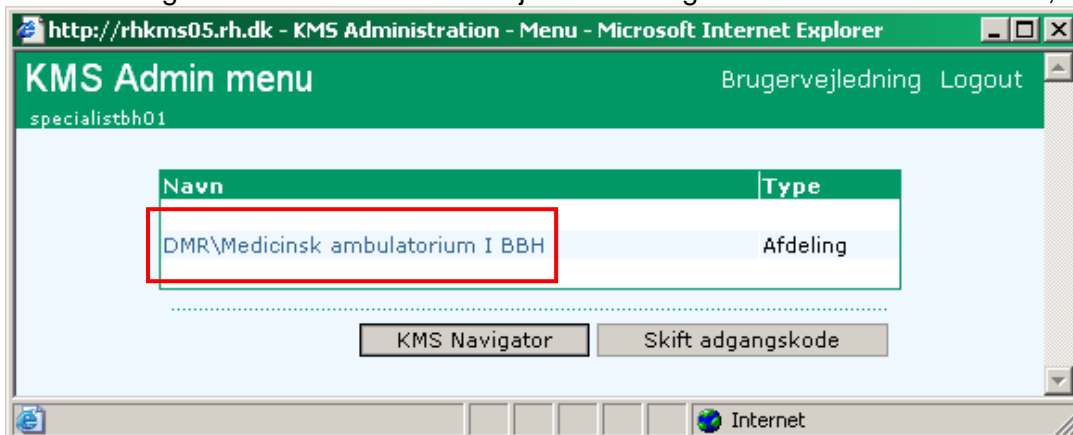 http://rhkms05.rh.dk - KMS Administration - Menu - Microsoft Internet Explorer
KMS Admin menu Brugervejledning Logout
specialistbh01
Navn Type
DMR\Medicinsk ambulatorium I BBH Afdeling
KMS Navigator Skift adgangskode
Internet